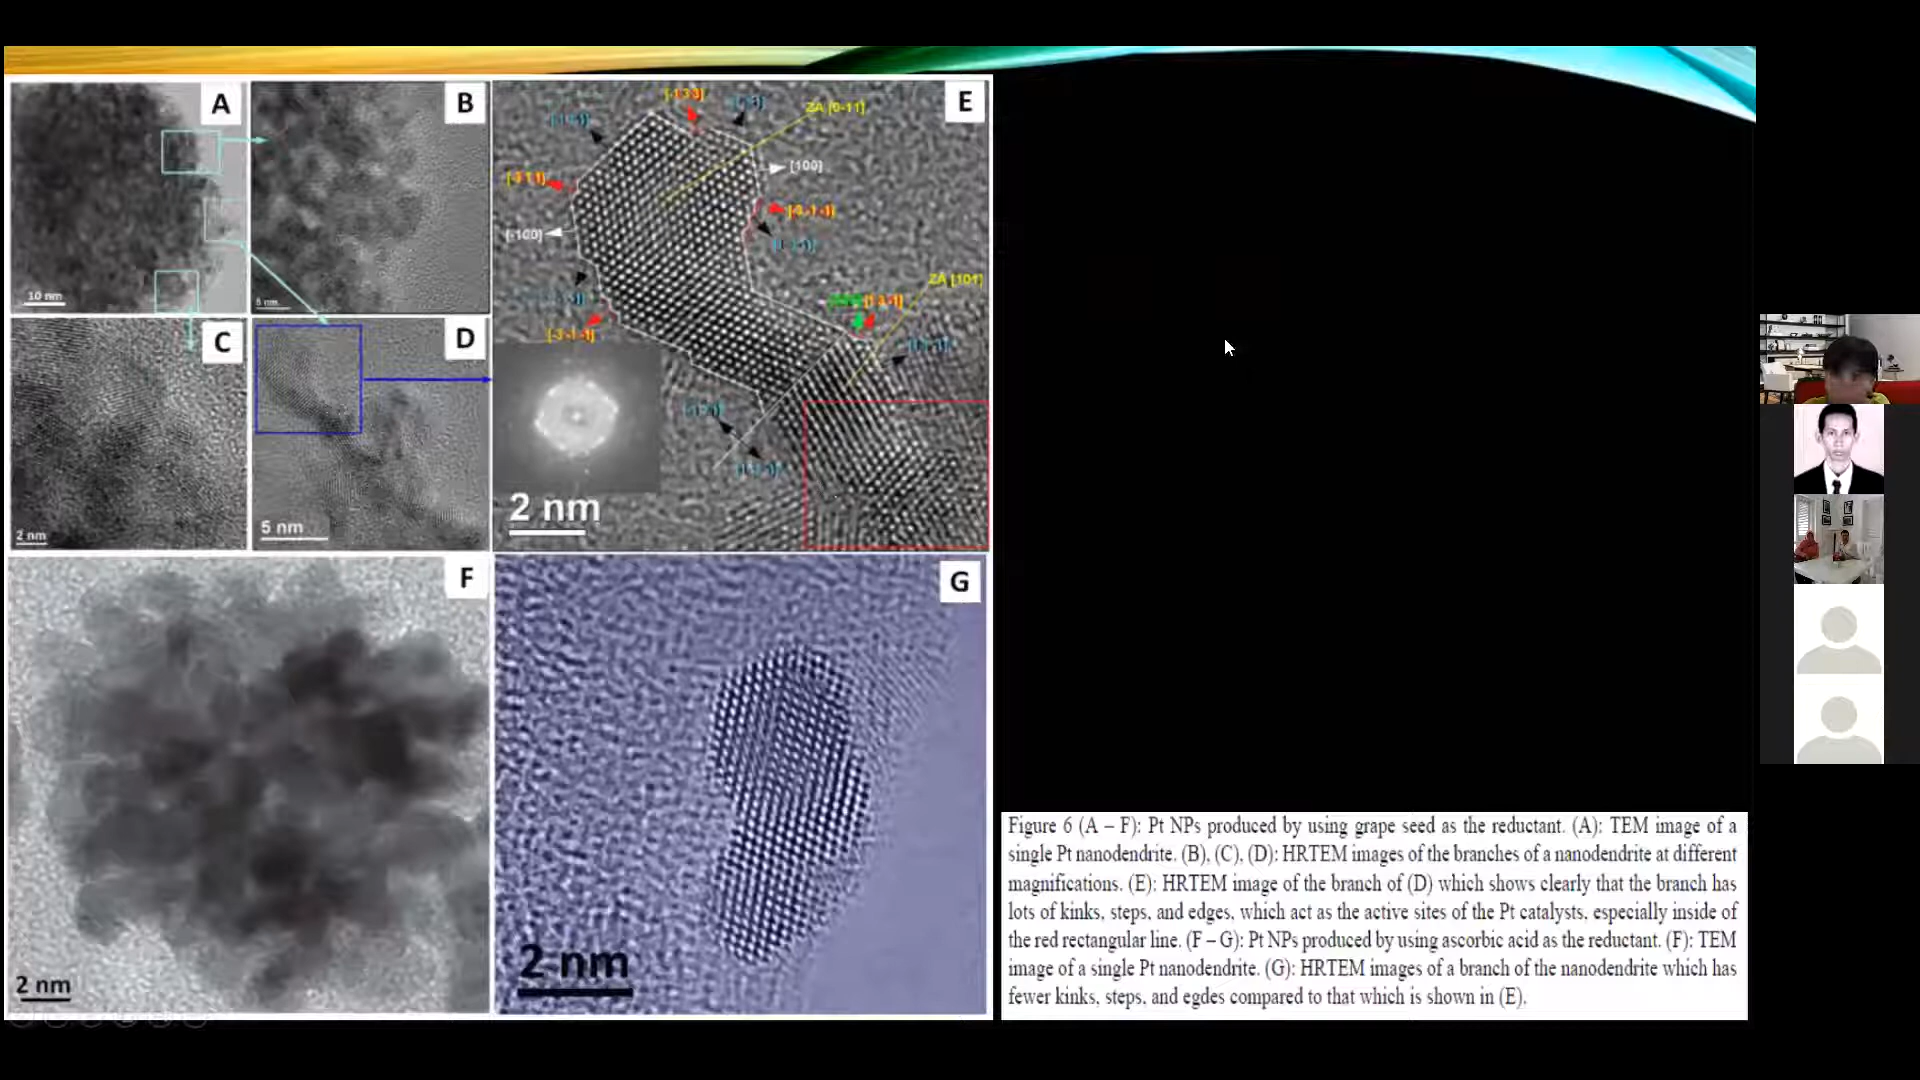 A
10 nm
B
5 nm
C
2 nm
D
5 nm
E
[-133]
ZA [0-11]
[100]
[-100]
[-3-1-1]
ZA [101]
2 nm
F
2 nm
G
2 nm
Figure 6 (A – F): Pt NPs produced by using grape seed as the reductant. (A): TEM image of a
single Pt nanodendrite. (B), (C), (D): HRTEM images of the branches of a nanodendrite at different
magnifications. (E): HRTEM image of the branch of (D) which shows clearly that the branch has
lots of kinks, steps, and edges, which act as the active sites of the Pt catalysts, especially inside of
the red rectangular line. (F – G): Pt NPs produced by using ascorbic acid as the reductant. (F): TEM
image of a single Pt nanodendrite. (G): HRTEM images of a branch of the nanodendrite which has
fewer kinks, steps, and egdes compared to that which is shown in (E).